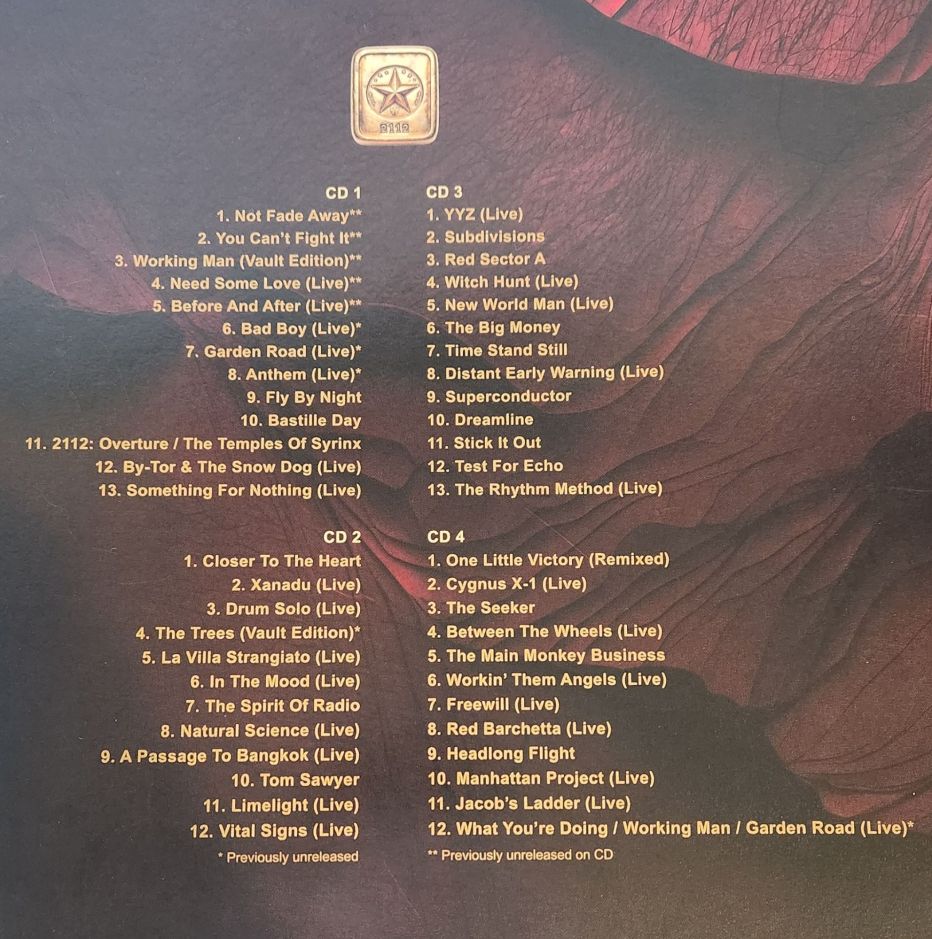 2112
CD 1
1. Not Fade Away**
2. You Can't Fight It**
3. Working Man (Vault Edition)**
4. Need Some Love (Live)**
5. Before And After (Live)**
6. Bad Boy (Live)*
7. Garden Road (Live)*
8. Anthem (Live)*
9. Fly By Night
10. Bastille Day
11. 2112: Overture / The Temples Of Syrinx
12. By-Tor & The Snow Dog (Live)
13. Something For Nothing (Live)
CD 2
1. Closer To The Heart
2. Xanadu (Live)
3. Drum Solo (Live)
4. The Trees (Vault Edition)*
5. La Villa Strangiato (Live)
6. In The Mood (Live)
7. The Spirit Of Radio
8. Natural Science (Live)
9. A Passage To Bangkok (Live)
10. Tom Sawyer
11. Limelight (Live)
12. Vital Signs (Live)
* Previously unreleased
CD 3
1. YYZ (Live)
2. Subdivisions
3. Red Sector A
4. Witch Hunt (Live)
5. New World Man (Live)
6. The Big Money
7. Time Stand Still
8. Distant Early Warning (Live)
9. Superconductor
10. Dreamline
11. Stick It Out
12. Test For Echo
13. The Rhythm Method (Live)
CD 4
1. One Little Victory (Remixed)
2. Cygnus X-1 (Live)
3. The Seeker
4. Between The Wheels (Live)
5. The Main Monkey Business
6. Workin' Them Angels (Live)
7. Freewill (Live)
8. Red Barchetta (Live)
9. Headlong Flight
10. Manhattan Project (Live)
11. Jacob's Ladder (Live)
12. What You're Doing / Working Man / Garden Road (Live)*
** Previously unreleased on CD